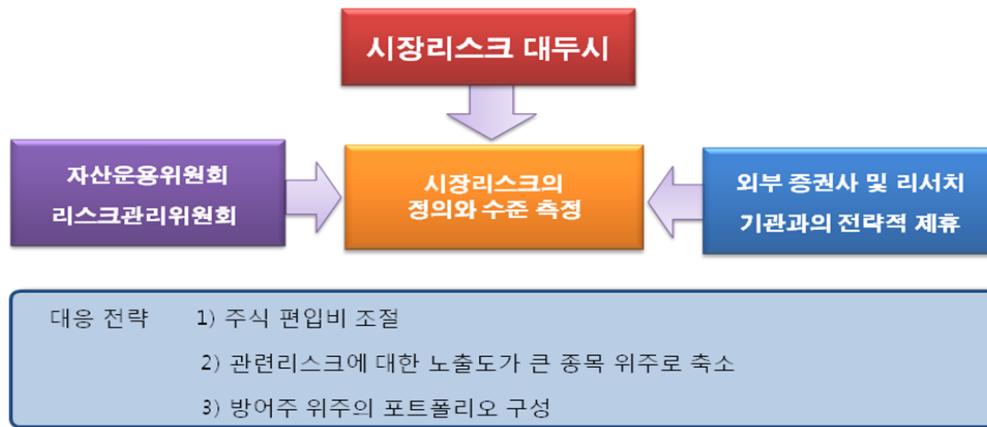 시장리스크 대두시
자산운용위원회
리스크관리위원회
시장리스크의
정의와 수준 측정
외부 증권사 및 리서치
기관과의 전략적 제휴
대응 전략 1) 주식 편입비 조절
2) 관련리스크에 대한 노출도가 큰 종목 위주로 축소
3) 방어주 위주의 포트폴리오 구성